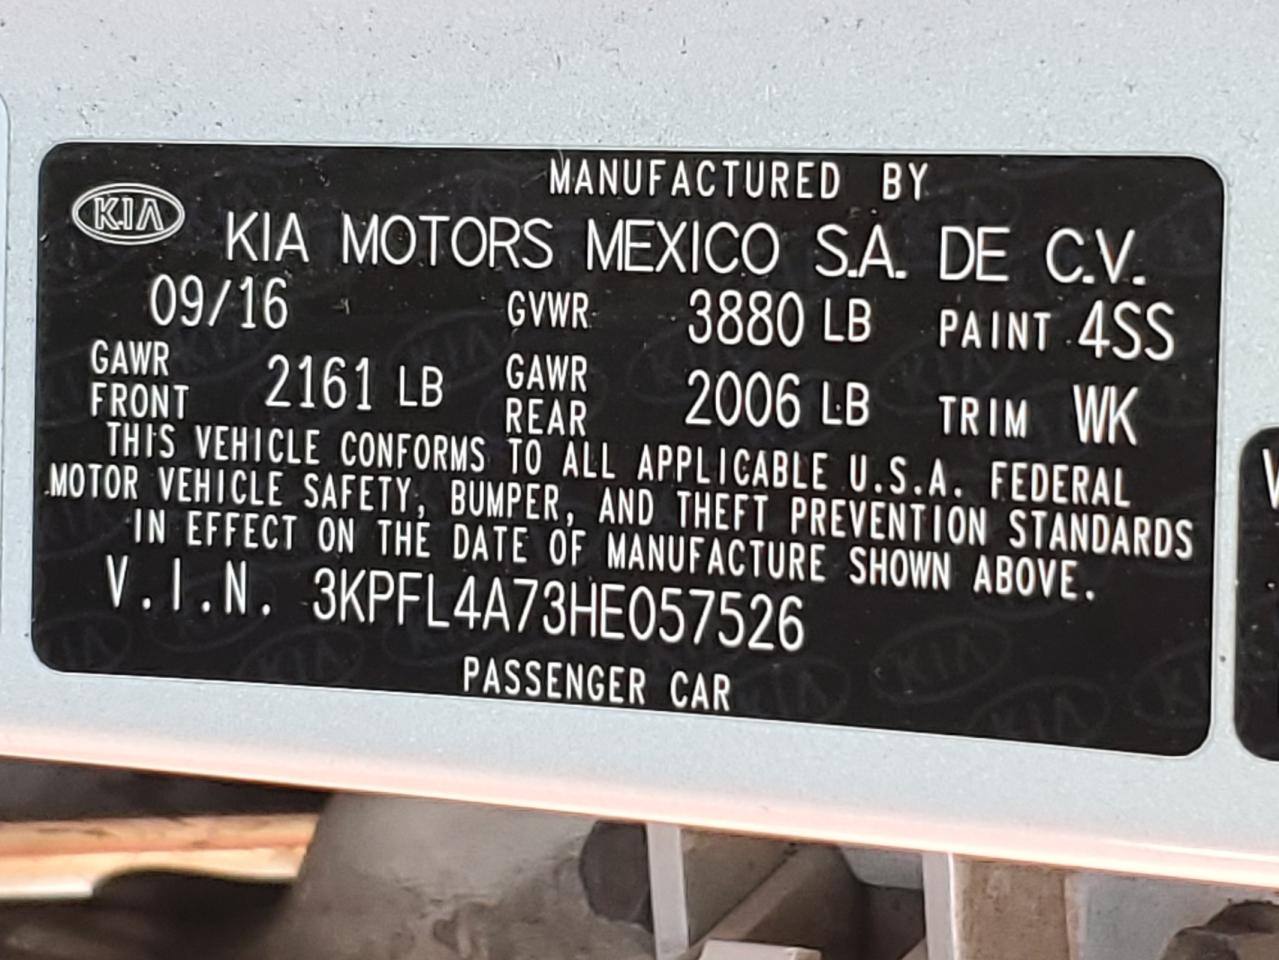 MANUFACTURED BY
KIA KIA MOTORS MEXICO S.A. DE C.V.
09/16 GVWR 3880 LB PAINT 4SS
GAWR FRONT 2161 LB GAWR REAR 2006 LB TRIM WK
THIS VEHICLE CONFORMS TO ALL APPLICABLE U.S.A. FEDERAL
MOTOR VEHICLE SAFETY, BUMPER, AND THEFT PREVENTION STANDARDS
IN EFFECT ON THE DATE OF MANUFACTURE SHOWN ABOVE.
V.I.N. 3KPFL4A73HE057526
PASSENGER CAR